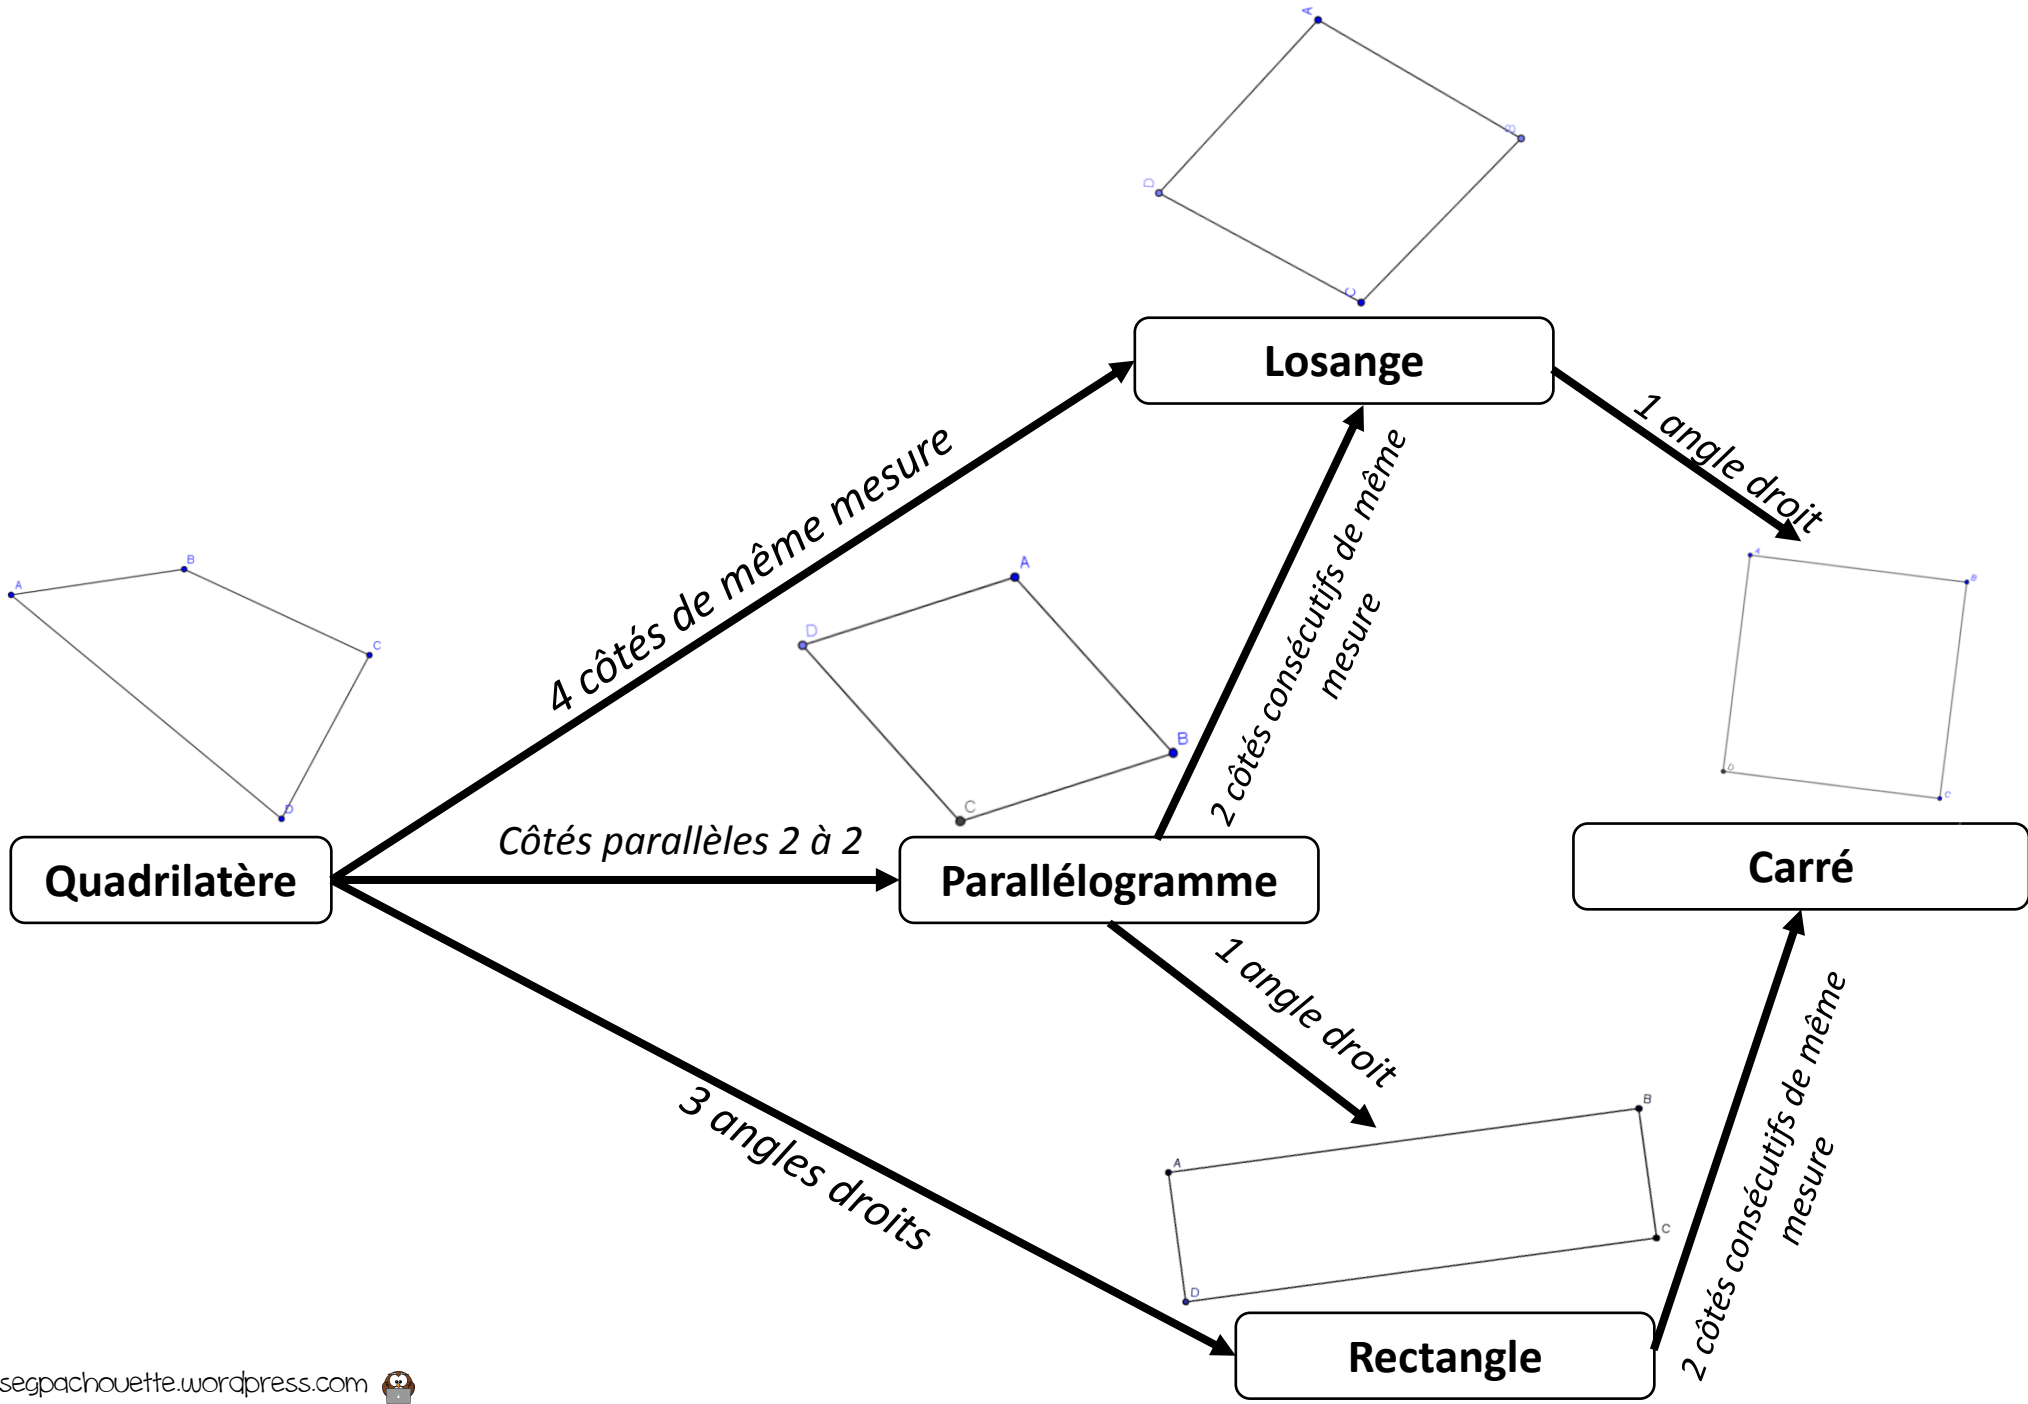 A
B
D
C
Losange
1 angle droit
4 côtés de même mesure
2 côtés consécutifs de même
mesure
A
B
C
D
A
D
B
C
A
B
D
C
Quadrilatère
Côtés parallèles 2 à 2
Parallélogramme
Carré
1 angle droit
3 angles droits
2 côtés consécutifs de même
mesure
A
B
C
D
Rectangle
segpachouette.wordpress.com